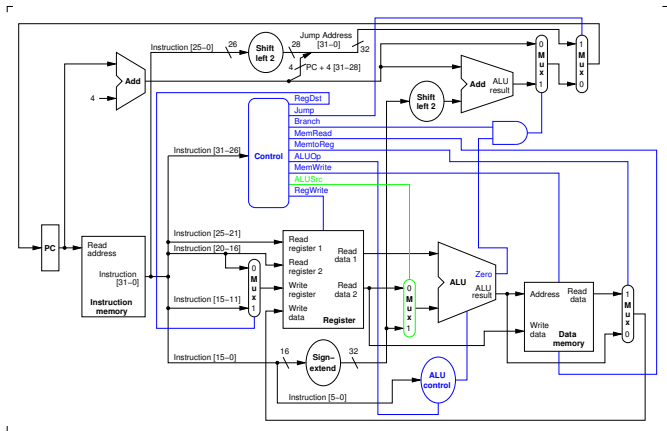 Instruction [25−0]
26
Shift left 2
28
Jump Address [31−0]
32
4
PC + 4 [31−28]
Add
4
0
M
u
x
1
1
M
u
x
0
Add
ALU result
Shift left 2
RegDst
Jump
Branch
MemRead
MemtoReg
ALUOp
MemWrite
ALUSrc
RegWrite
Control
Instruction [31−26]
PC
Read address
Instruction [31−0]
Instruction memory
Instruction [25−21]
Instruction [20−16]
Instruction [15−11]
0
M
u
x
1
Read register 1
Read register 2
Write register
Write data
Read data 1
Read data 2
Register
0
M
u
x
1
ALU
Zero
ALU result
Address
Read data
Write data
Data memory
1
M
u
x
0
Instruction [15−0]
16
Sign−extend
32
Instruction [5−0]
ALU control